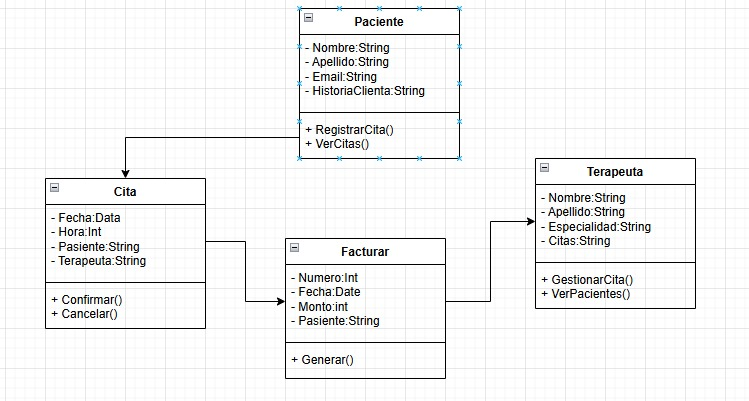 Paciente
- Nombre:String
- Apellido:String
- Email:String
- HistoriaClienta:String
+ RegistrarCita()
+ VerCitas()
Cita
- Fecha:Data
- Hora:Int
- Pasiente:String
- Terapeuta:String
+ Confirmar()
+ Cancelar()
Facturar
- Numero:Int
- Fecha:Date
- Monto:int
- Pasiente:String
+ Generar()
Terapeuta
- Nombre:String
- Apellido:String
- Especialidad:String
- Citas:String
+ GestionarCita()
+ VerPacientes()